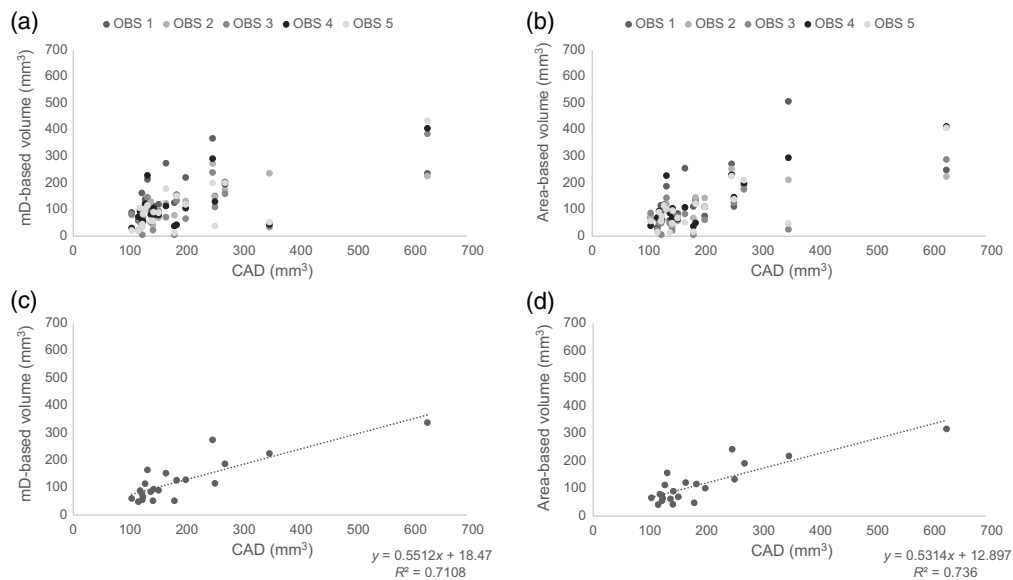 (a)
OBS 1 OBS 2 OBS 3 OBS 4 OBS 5
mD-based volume (mm³)
700
600
500
400
300
200
100
0
0 100 200 300 400 500 600 700
CAD (mm³)
(b)
OBS 1 OBS 2 OBS 3 OBS 4 OBS 5
Area-based volume (mm³)
700
600
500
400
300
200
100
0
0 100 200 300 400 500 600 700
CAD (mm³)
(c)
mD-based volume (mm³)
700
600
500
400
300
200
100
0
0 100 200 300 400 500 600 700
CAD (mm³)
y = 0.5512x + 18.47
R² = 0.7108
(d)
Area-based volume (mm³)
700
600
500
400
300
200
100
0
0 100 200 300 400 500 600 700
CAD (mm³)
y = 0.5314x + 12.897
R² = 0.736